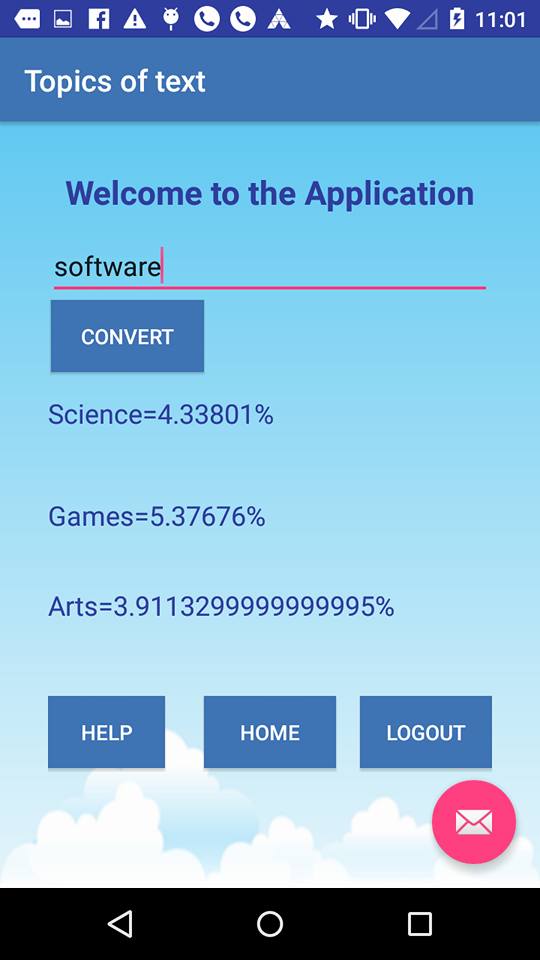 11:01
Topics of text
Welcome to the Application
software
CONVERT
Science=4.33801%
Games=5.37676%
Arts=3.9113299999999995%
HELP HOME LOGOUT